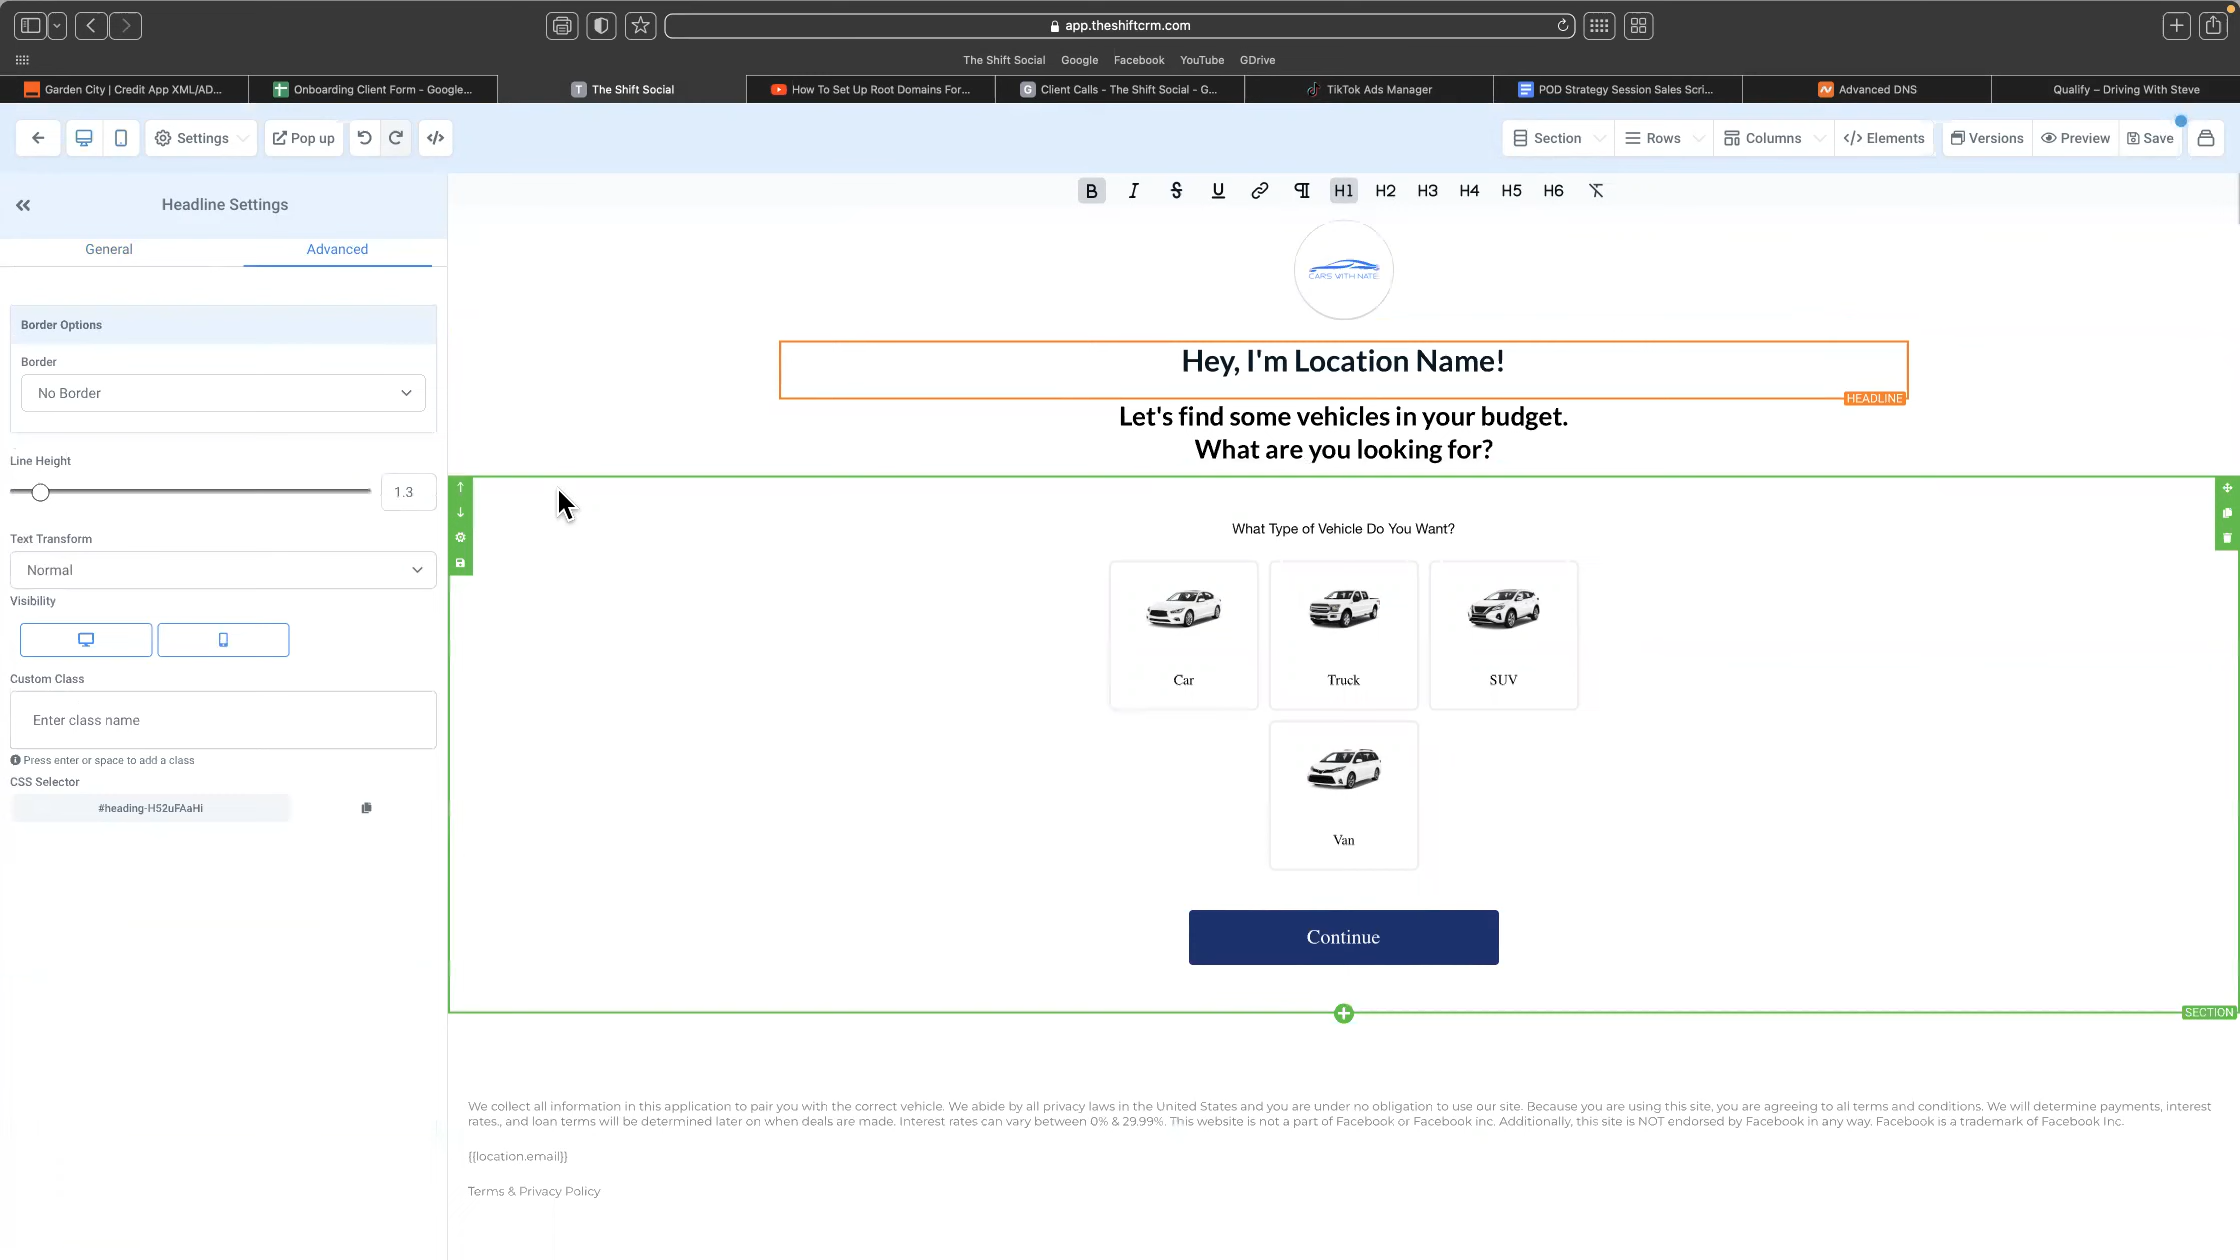 app.theshiftcrm.com
The Shift Social Google Facebook YouTube GDrive
Garden City | Credit App XML/AD...
Onboarding Client Form - Google...
The Shift Social
How To Set Up Root Domains For...
Client Calls - The Shift Social - G...
TikTok Ads Manager
POD Strategy Session Sales Scri...
Advanced DNS
Qualify – Driving With Steve
Settings
Pop up
Section
Rows
Columns
Elements
Versions
Preview
Save
B I S U H1 H2 H3 H4 H5 H6
Headline Settings
General
Advanced
Border Options
Border
No Border
Line Height
1.3
Text Transform
Normal
Visibility
Custom Class
Enter class name
Press enter or space to add a class
CSS Selector
#heading-H52uFAaHi
CARS WITH NATE
Hey, I'm Location Name!
HEADLINE
Let's find some vehicles in your budget.
What are you looking for?
What Type of Vehicle Do You Want?
Car
Truck
SUV
Van
Continue
SECTION
We collect all information in this application to pair you with the correct vehicle. We abide by all privacy laws in the United States and you are under no obligation to use our site. Because you are using this site, you are agreeing to all terms and conditions. We will determine payments, interest
rates., and loan terms will be determined later on when deals are made. Interest rates can vary between 0% & 29.99%. This website is not a part of Facebook or Facebook inc. Additionally, this site is NOT endorsed by Facebook in any way. Facebook is a trademark of Facebook Inc.
{{location.email}}
Terms & Privacy Policy